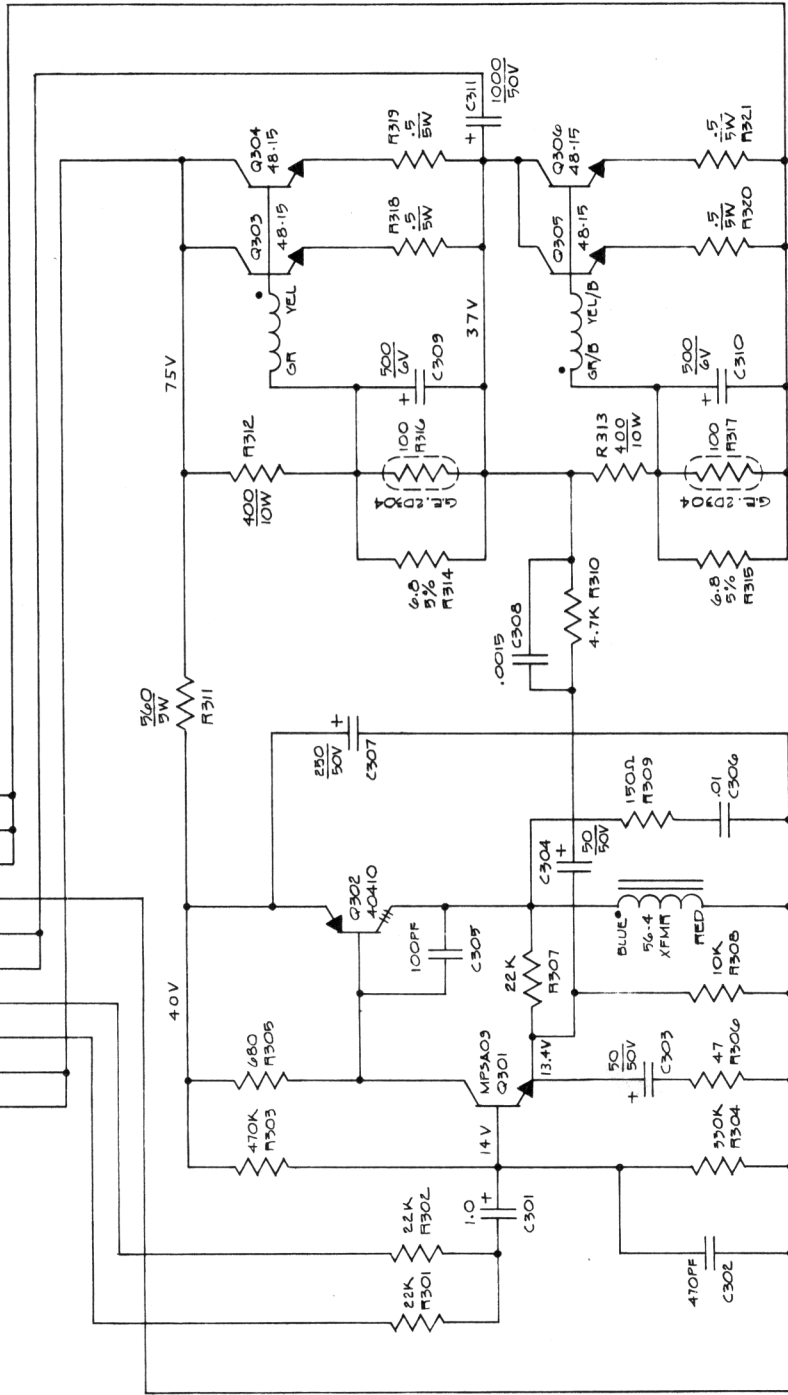 C311
1000
50V
Q304
48-15
R319
.5
5W
Q306
48-15
.5
5W
R321
Q303
48-15
R318
.5
5W
Q305
48-15
.5
5W
R320
YEL
GR
YEL/B
GR/B
75V
37V
500
6V
C309
500
6V
C310
R312
400
10W
100
R316
G.E. 2D304
R313
400
10W
100
R317
G.E. 2D304
6.8
5%
R314
6.8
5%
R315
.0015
C308
4.7K R310
560
5W
R311
250
50V
C307
150Ω
R309
.01
C306
Q302
40410
C304
50
50V
100PF
C305
22K
R307
BLUE
56-4
XFMR
RED
10K
R308
40V
680
R305
MPSA09
Q301
13.4V
50
50V
C303
47
R306
470K
R303
14V
330K
R304
22K
R302
1.0
C301
22K
R301
470PF
C302